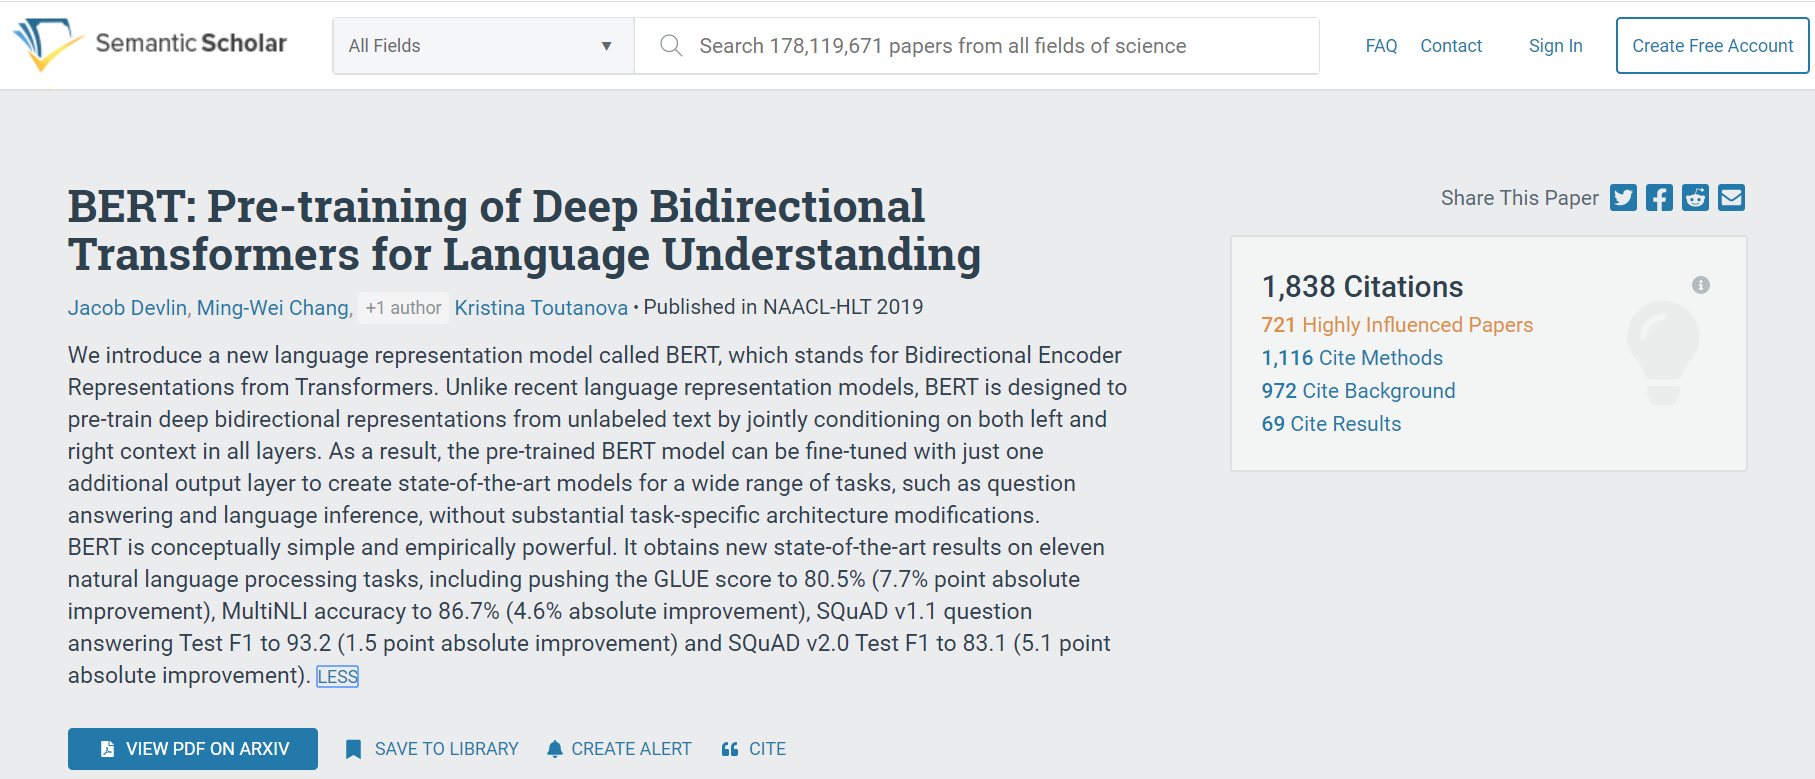 Semantic Scholar
All Fields
Search 178,119,671 papers from all fields of science
FAQ Contact Sign In Create Free Account
BERT: Pre-training of Deep Bidirectional
Transformers for Language Understanding
Jacob Devlin, Ming-Wei Chang, +1 author Kristina Toutanova • Published in NAACL-HLT 2019
We introduce a new language representation model called BERT, which stands for Bidirectional Encoder
Representations from Transformers. Unlike recent language representation models, BERT is designed to
pre-train deep bidirectional representations from unlabeled text by jointly conditioning on both left and
right context in all layers. As a result, the pre-trained BERT model can be fine-tuned with just one
additional output layer to create state-of-the-art models for a wide range of tasks, such as question
answering and language inference, without substantial task-specific architecture modifications.
BERT is conceptually simple and empirically powerful. It obtains new state-of-the-art results on eleven
natural language processing tasks, including pushing the GLUE score to 80.5% (7.7% point absolute
improvement), MultiNLI accuracy to 86.7% (4.6% absolute improvement), SQuAD v1.1 question
answering Test F1 to 93.2 (1.5 point absolute improvement) and SQuAD v2.0 Test F1 to 83.1 (5.1 point
absolute improvement). LESS
VIEW PDF ON ARXIV SAVE TO LIBRARY CREATE ALERT CITE
Share This Paper
1,838 Citations
721 Highly Influenced Papers
1,116 Cite Methods
972 Cite Background
69 Cite Results